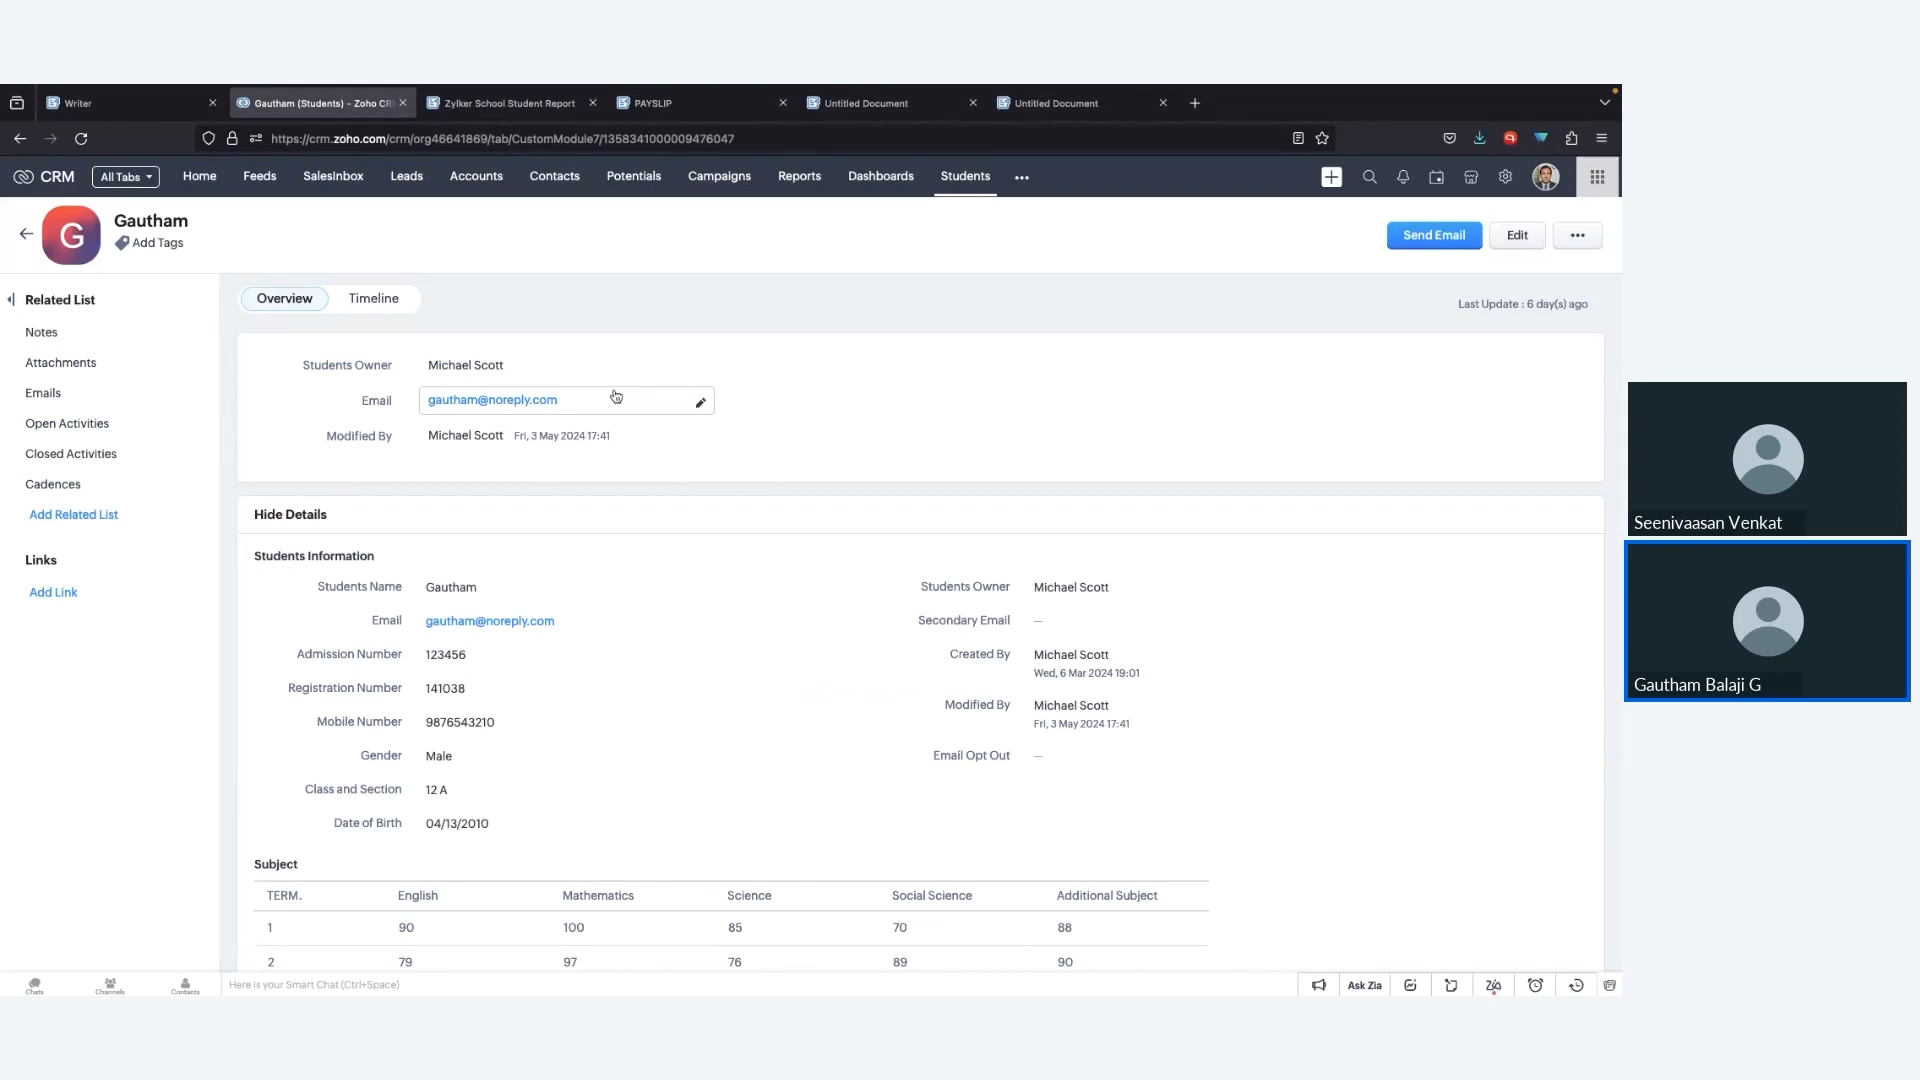 Writer
Gautham (Students) - Zoho CR
Zylker School Student Report
PAYSLIP
Untitled Document
Untitled Document
https://crm.zoho.com/crm/org46641869/tab/CustomModule7/1358341000009476047
CRM
All Tabs
Home
Feeds
SalesInbox
Leads
Accounts
Contacts
Potentials
Campaigns
Reports
Dashboards
Students
G
Gautham
Add Tags
Send Email
Edit
Related List
Notes
Attachments
Emails
Open Activities
Closed Activities
Cadences
Add Related List
Links
Add Link
Overview
Timeline
Last Update : 6 day(s) ago
Students Owner Michael Scott
Email gautham@noreply.com
Modified By Michael Scott Fri, 3 May 2024 17:41
Hide Details
Students Information
Students Name Gautham
Email gautham@noreply.com
Admission Number 123456
Registration Number 141038
Mobile Number 9876543210
Gender Male
Class and Section 12 A
Date of Birth 04/13/2010
Students Owner Michael Scott
Secondary Email —
Created By Michael Scott
Wed, 6 Mar 2024 19:01
Modified By Michael Scott
Fri, 3 May 2024 17:41
Email Opt Out —
Subject
TERM. English Mathematics Science Social Science Additional Subject
1 90 100 85 70 88
2 79 97 76 89 90
Chats
Channels
Contacts
Here is your Smart Chat (Ctrl+Space)
Ask Zia
Seenivaasan Venkat
Gautham Balaji G